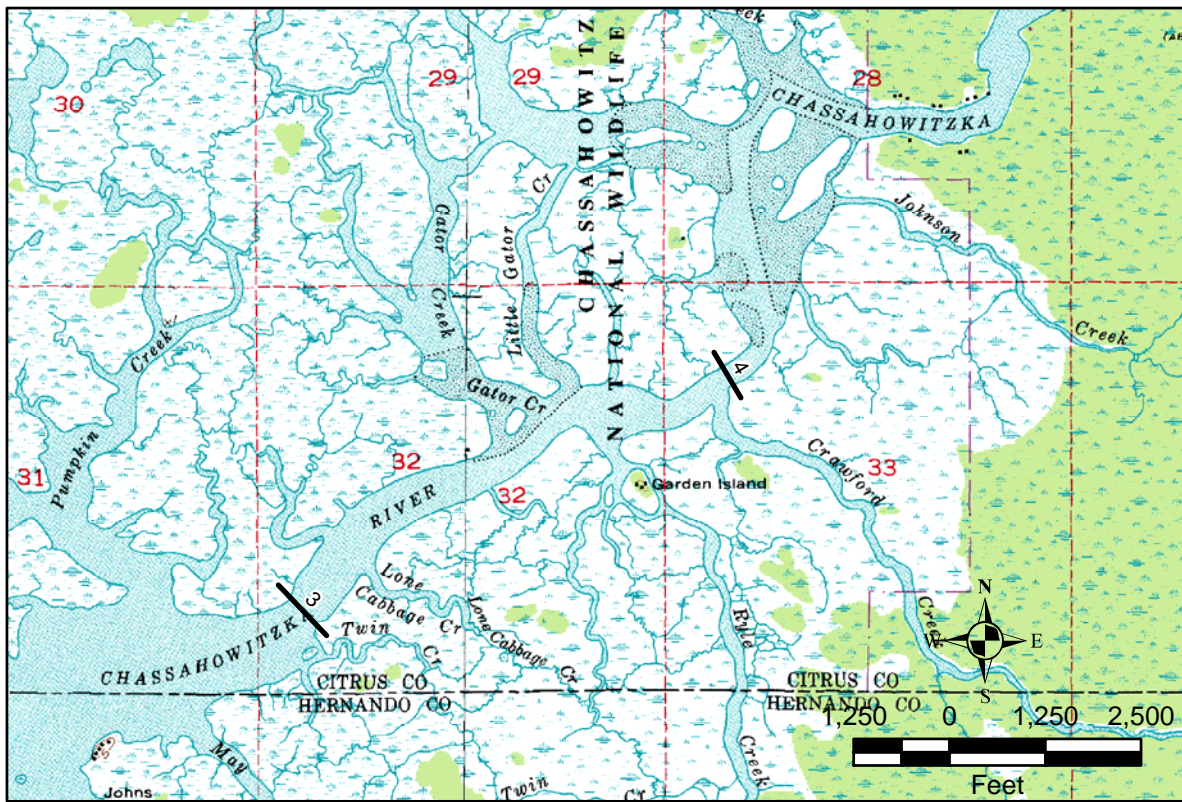 Creek
CHASSAHOWITZ
NATIONAL WILDLIFE
29
29
28
30
CHASSAHOWITZKA
Johnson
Creek
Gator
Creek
Little Gator
Cr
Creek
Gator Cr
4
Pumpkin
31
32
32
33
Garden Island
Crawford
Creek
RIVER
Lone
Cabbage Cr
Lone
Cabbage Cr
3
Twin
Cr
CHASSAHOWITZKA
Ryle
Creek
CITRUS CO
HERNANDO CO
CITRUS CO
HERNANDO CO
N
W
E
S
May
Johns
Twin
Cr
1,250 0 1,250 2,500
Feet